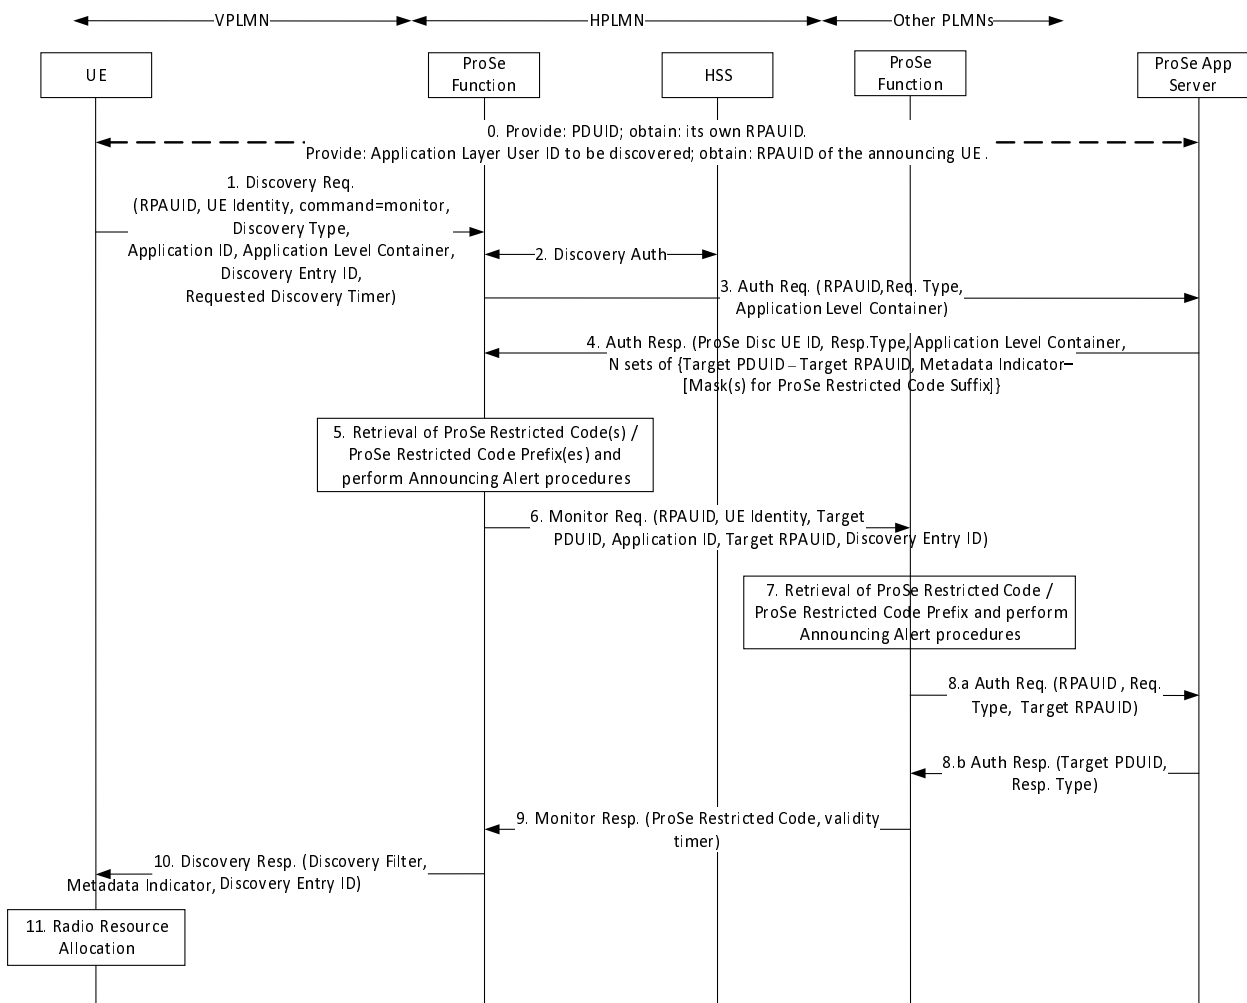 VPLMN
HPLMN
Other PLMNs
UE
ProSe
Function
HSS
ProSe
Function
ProSe App
Server
0. Provide: PDUID; obtain: its own RPAUID.
Provide: Application Layer User ID to be discovered; obtain: RPAUID of the announcing UE .
1. Discovery Req.
(RPAUID, UE Identity, command=monitor,
Discovery Type,
Application ID, Application Level Container,
Discovery Entry ID,
Requested Discovery Timer)
2. Discovery Auth
3. Auth Req. (RPAUID,Req. Type,
Application Level Container)
4. Auth Resp. (ProSe Disc UE ID, Resp.Type, Application Level Container,
N sets of {Target PDUID – Target RPAUID, Metadata Indicator–
[Mask(s) for ProSe Restricted Code Suffix]}
5. Retrieval of ProSe Restricted Code(s) /
ProSe Restricted Code Prefix(es) and
perform Announcing Alert procedures
6. Monitor Req. (RPAUID, UE Identity, Target
PDUID, Application ID, Target RPAUID, Discovery Entry ID)
7. Retrieval of ProSe Restricted Code /
ProSe Restricted Code Prefix and perform
Announcing Alert procedures
8.a Auth Req. (RPAUID , Req.
Type, Target RPAUID)
8.b Auth Resp. (Target PDUID,
Resp. Type)
9. Monitor Resp. (ProSe Restricted Code, validity
timer)
10. Discovery Resp. (Discovery Filter,
Metadata Indicator, Discovery Entry ID)
11. Radio Resource
Allocation